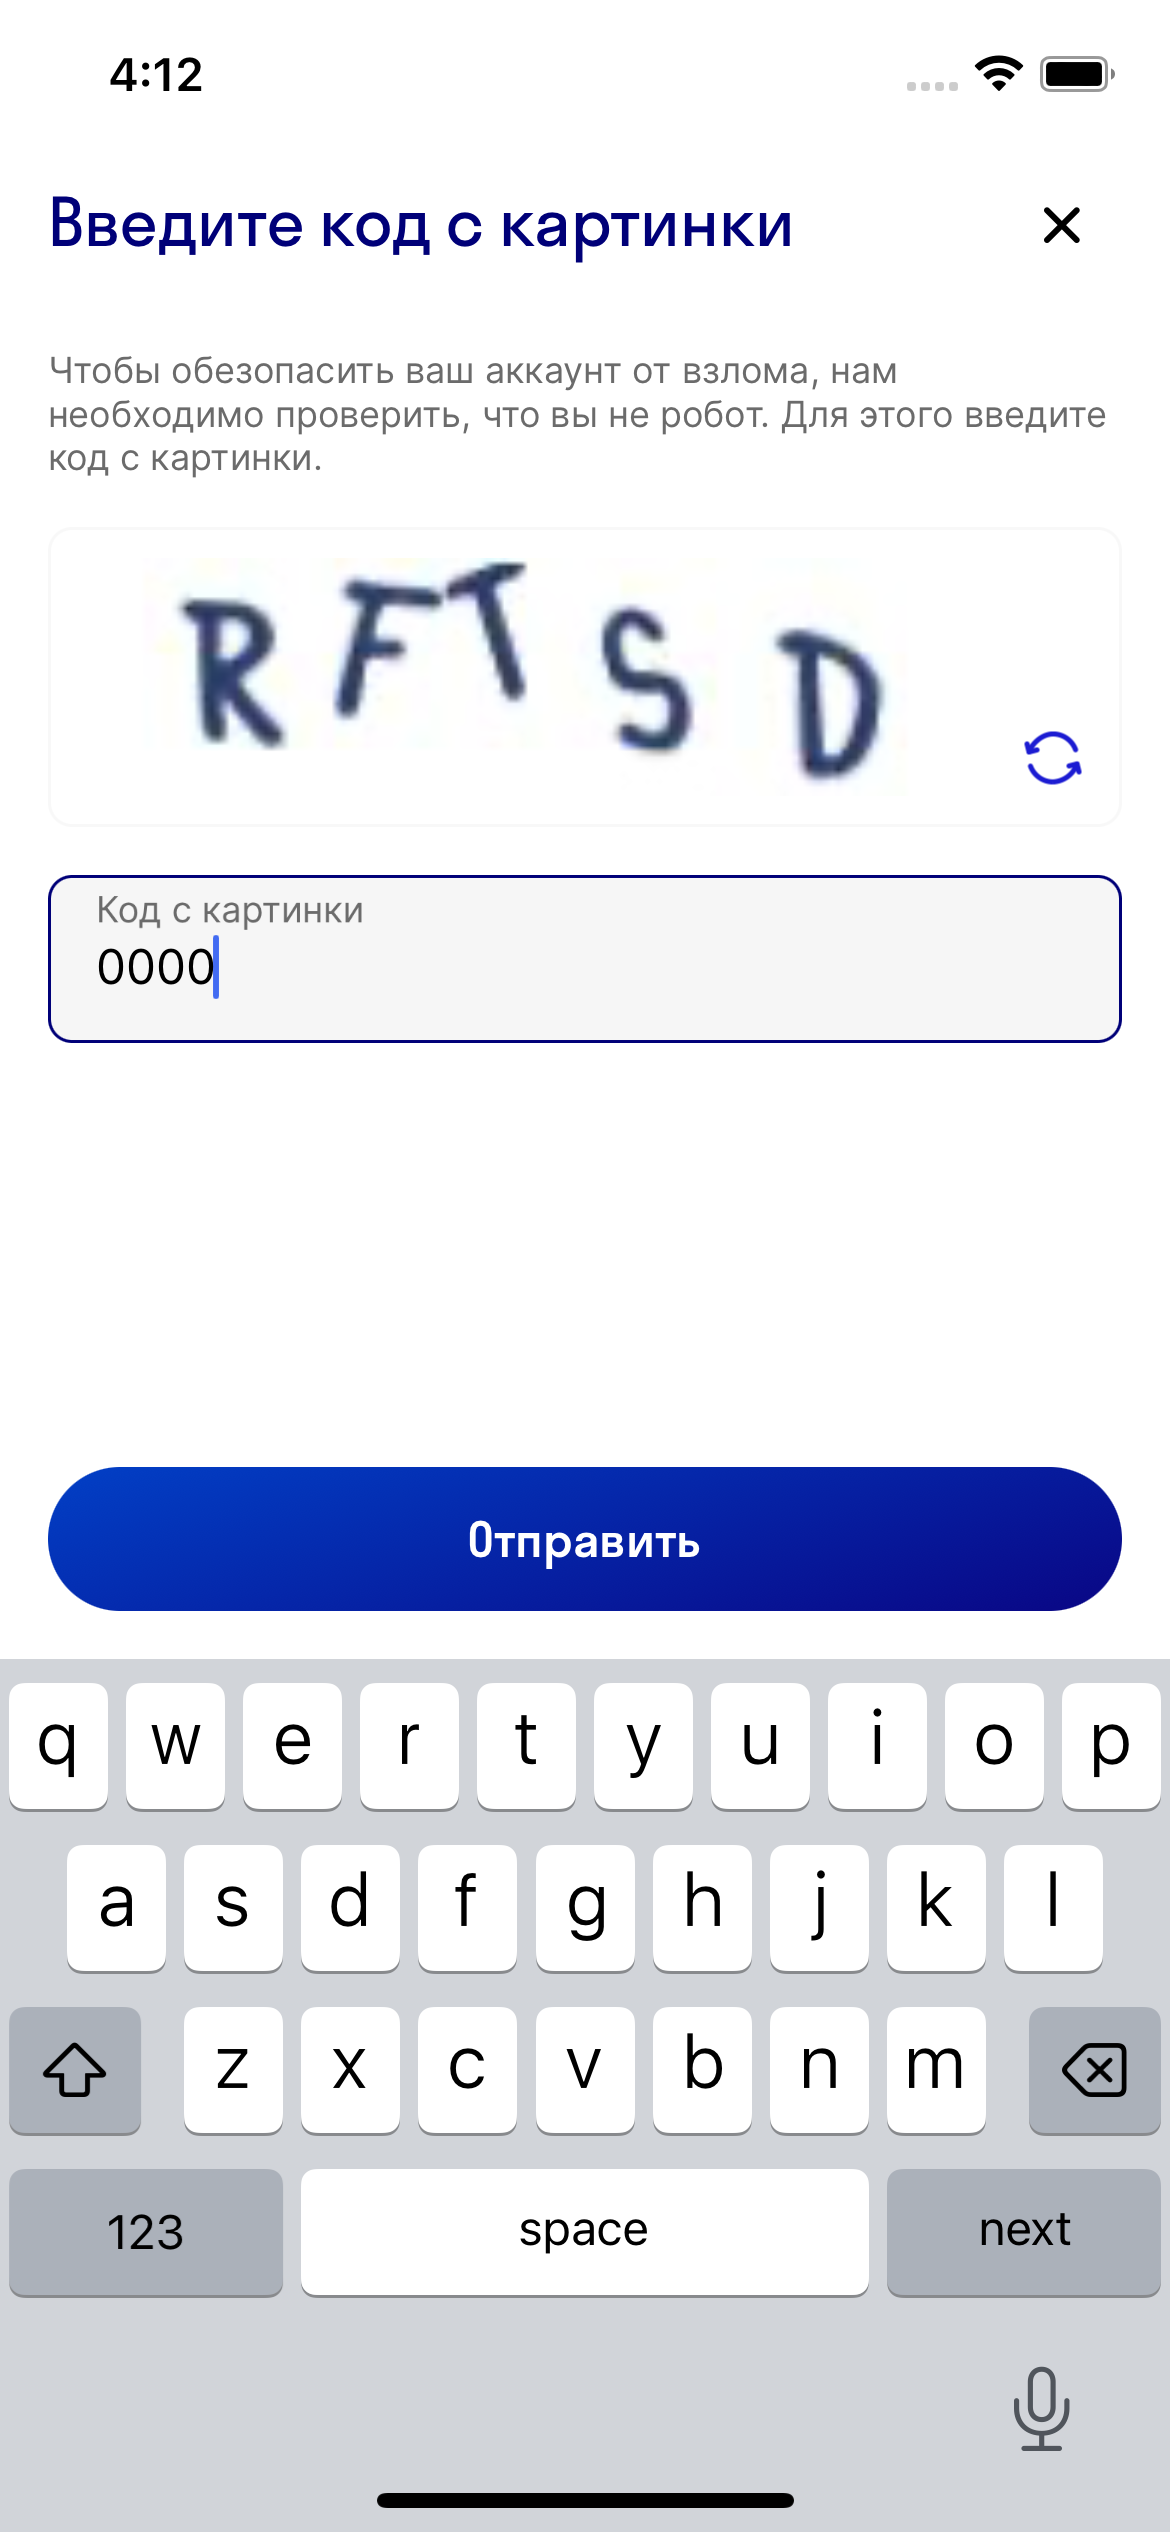 4:12
Введите код с картинки
Чтобы обезопасить ваш аккаунт от взлома, нам
необходимо проверить, что вы не робот. Для этого введите
код с картинки.
RFTSD
Код с картинки
0000
Отправить
q w e r t y u i o p
a s d f g h j k l
z x c v b n m
123 space next